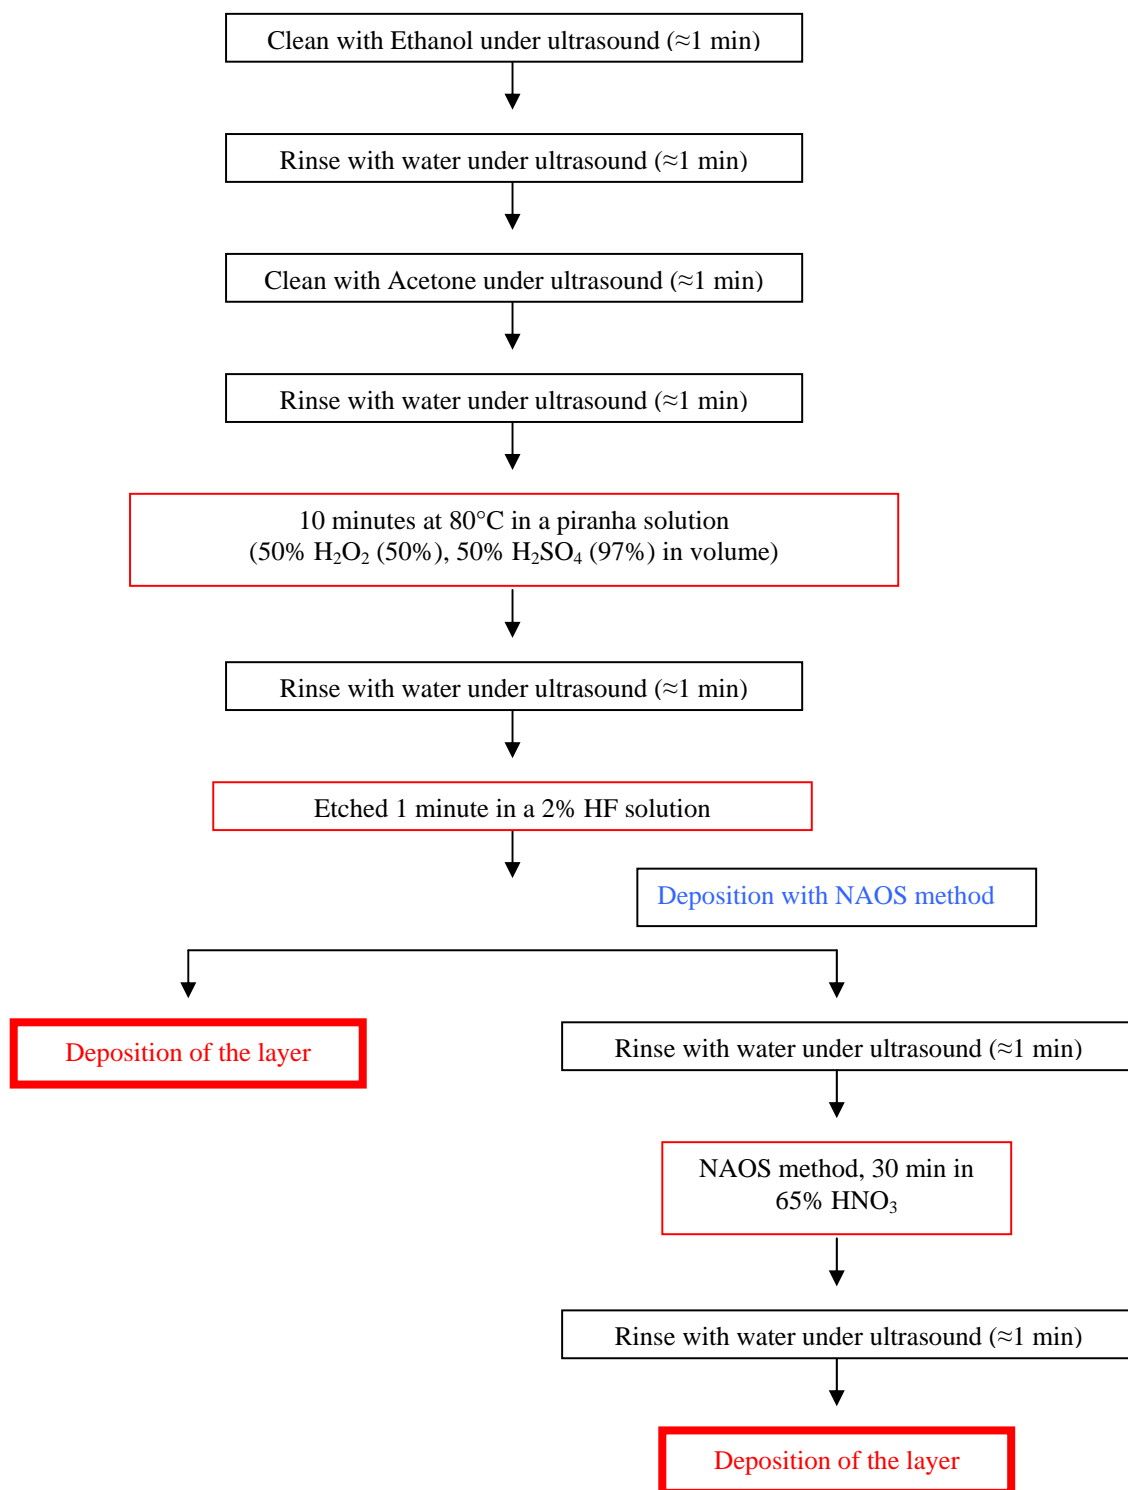 Clean with Ethanol under ultrasound (≈1 min)
Rinse with water under ultrasound (≈1 min)
Clean with Acetone under ultrasound (≈1 min)
Rinse with water under ultrasound (≈1 min)
10 minutes at 80°C in a piranha solution
(50% H₂O₂ (50%), 50% H₂SO₄ (97%) in volume)
Rinse with water under ultrasound (≈1 min)
Etched 1 minute in a 2% HF solution
Deposition with NAOS method
Deposition of the layer
Rinse with water under ultrasound (≈1 min)
NAOS method, 30 min in
65% HNO₃
Rinse with water under ultrasound (≈1 min)
Deposition of the layer